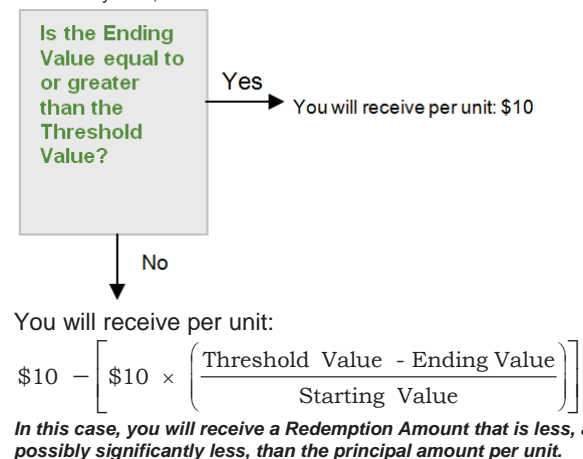 Is the Ending
Value equal to
or greater
than the
Threshold
Value?
Yes
You will receive per unit: $10
No
You will receive per unit:
$10 − [ $10 × ( Threshold Value - Ending Value / Starting Value ) ]
In this case, you will receive a Redemption Amount that is less,
possibly significantly less, than the principal amount per unit.